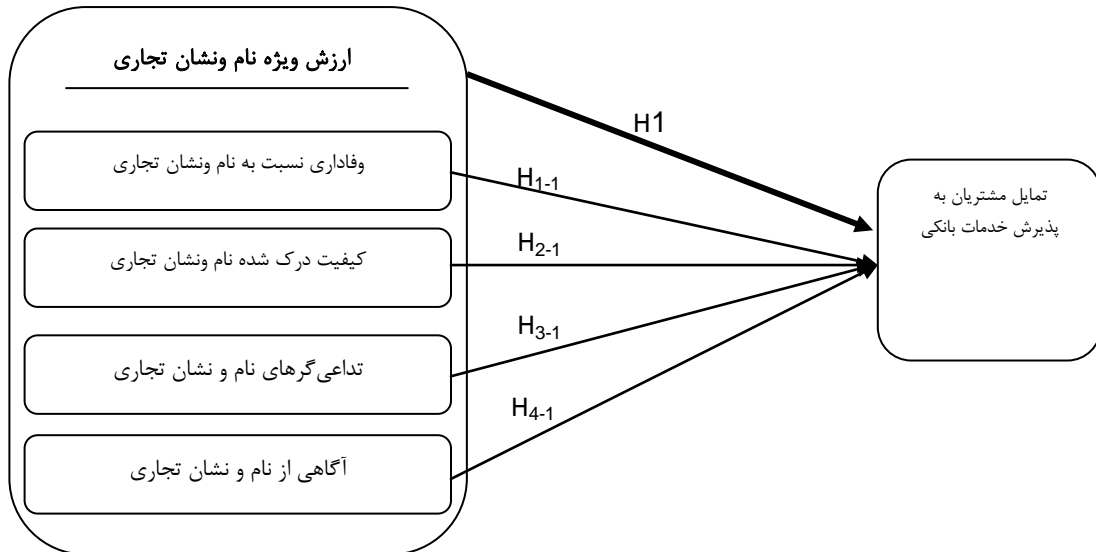 ارزش ویژه نام ونشان تجاری
وفاداری نسبت به نام ونشان تجاری
کیفیت درک شده نام ونشان تجاری
تداعی‌گرهای نام و نشان تجاری
آگاهی از نام و نشان تجاری
H1
H1-1
H2-1
H3-1
H4-1
تمایل مشتریان به
پذیرش خدمات بانکی